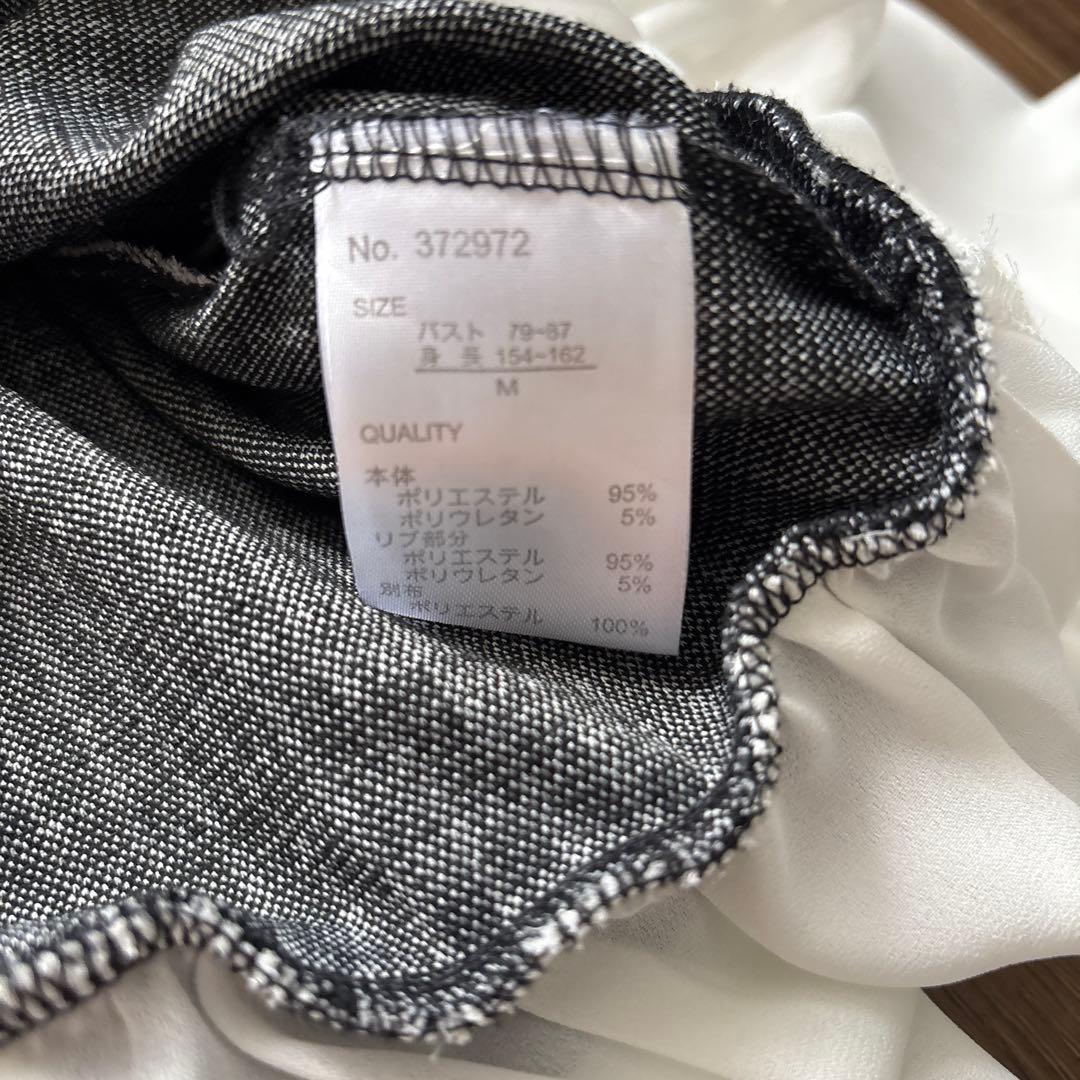 No. 372972
SIZE
バスト 79~87
身 長 154~162
M
QUALITY
本体
ポリエステル 95%
ポリウレタン 5%
リブ部分
ポリエステル 95%
ポリウレタン 5%
別布
ポリエステル 100%